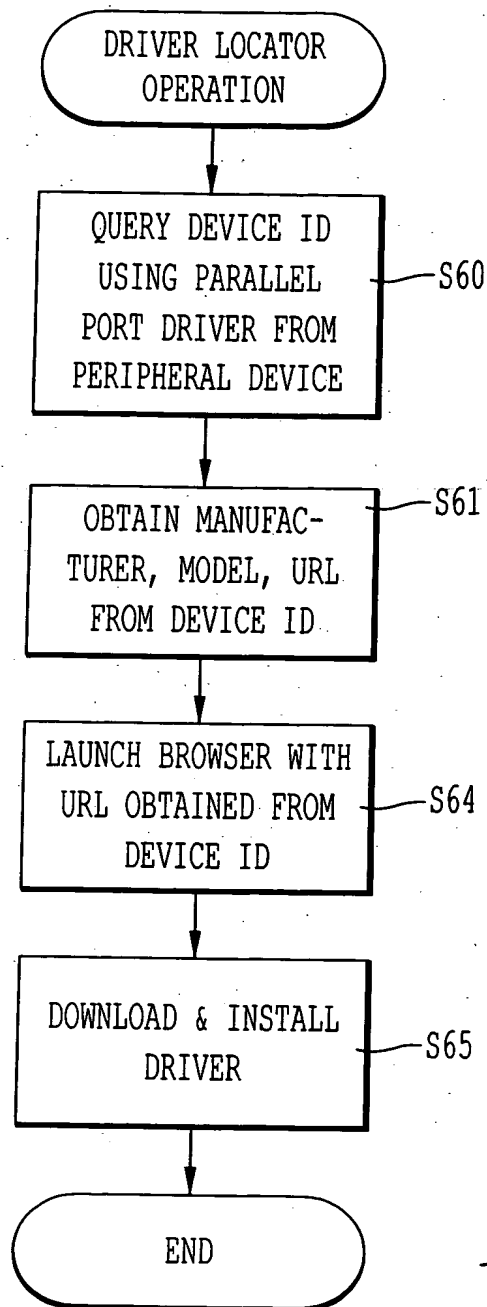 DRIVER LOCATOR
OPERATION
QUERY DEVICE ID
USING PARALLEL
PORT DRIVER FROM
PERIPHERAL DEVICE
S60
OBTAIN MANUFAC-
TURER, MODEL, URL
FROM DEVICE ID
S61
LAUNCH BROWSER WITH
URL OBTAINED FROM
DEVICE ID
S64
DOWNLOAD & INSTALL
DRIVER
S65
END